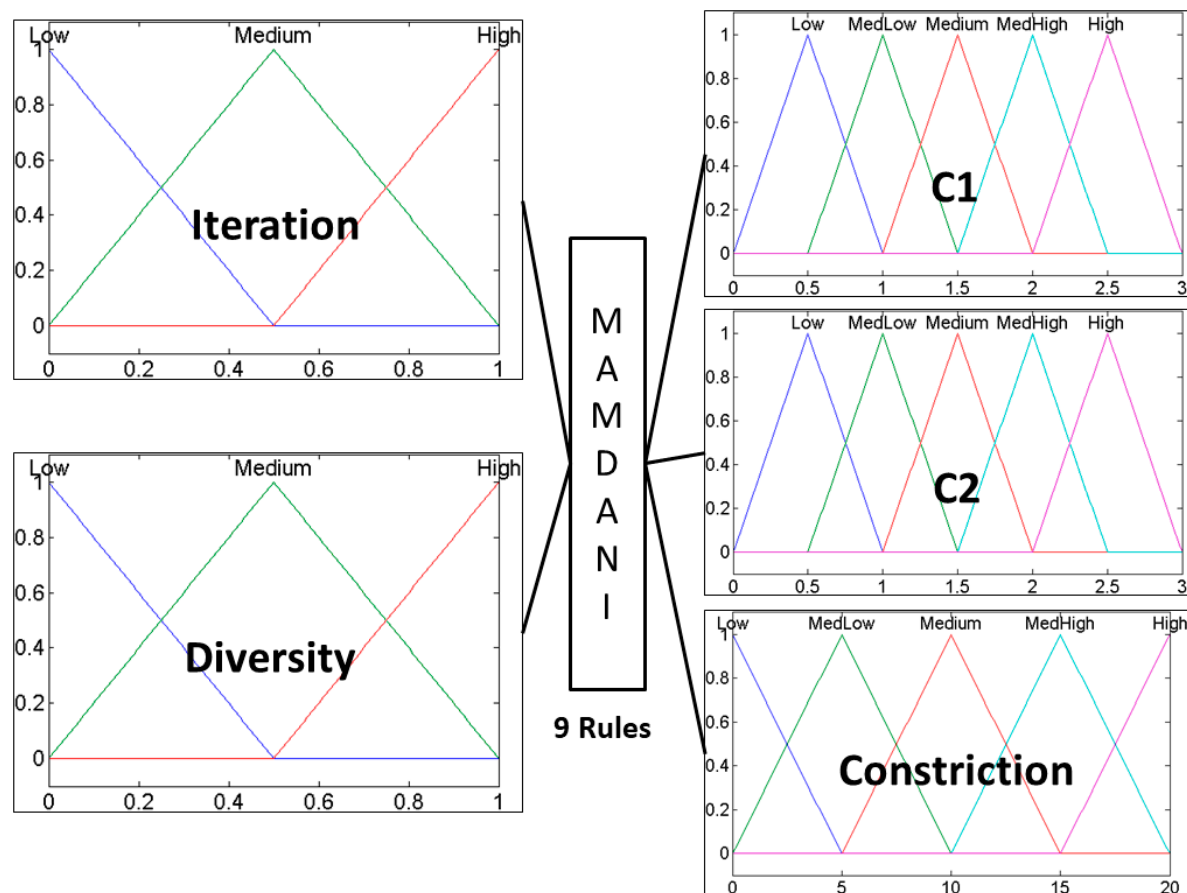 Low Medium High
1
0.8
0.6
0.4
0.2
0
0 0.2 0.4 0.6 0.8 1
Iteration
Low Medium High
1
0.8
0.6
0.4
0.2
0
0 0.2 0.4 0.6 0.8 1
Diversity
M
A
M
D
A
N
I
9 Rules
Low MedLow Medium MedHigh High
1
0.8
0.6
0.4
0.2
0
0 0.5 1 1.5 2 2.5 3
C1
Low MedLow Medium MedHigh High
1
0.8
0.6
0.4
0.2
0
0 0.5 1 1.5 2 2.5 3
C2
Low MedLow Medium MedHigh High
1
0.8
0.6
0.4
0.2
0
0 5 10 15 20
Constriction